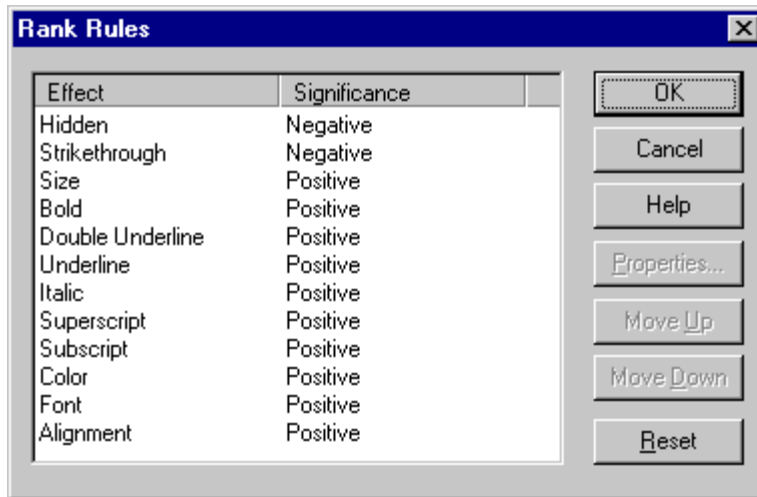 Rank Rules
Effect Significance
Hidden Negative
Strikethrough Negative
Size Positive
Bold Positive
Double Underline Positive
Underline Positive
Italic Positive
Superscript Positive
Subscript Positive
Color Positive
Font Positive
Alignment Positive
OK
Cancel
Help
Properties...
Move Up
Move Down
Reset